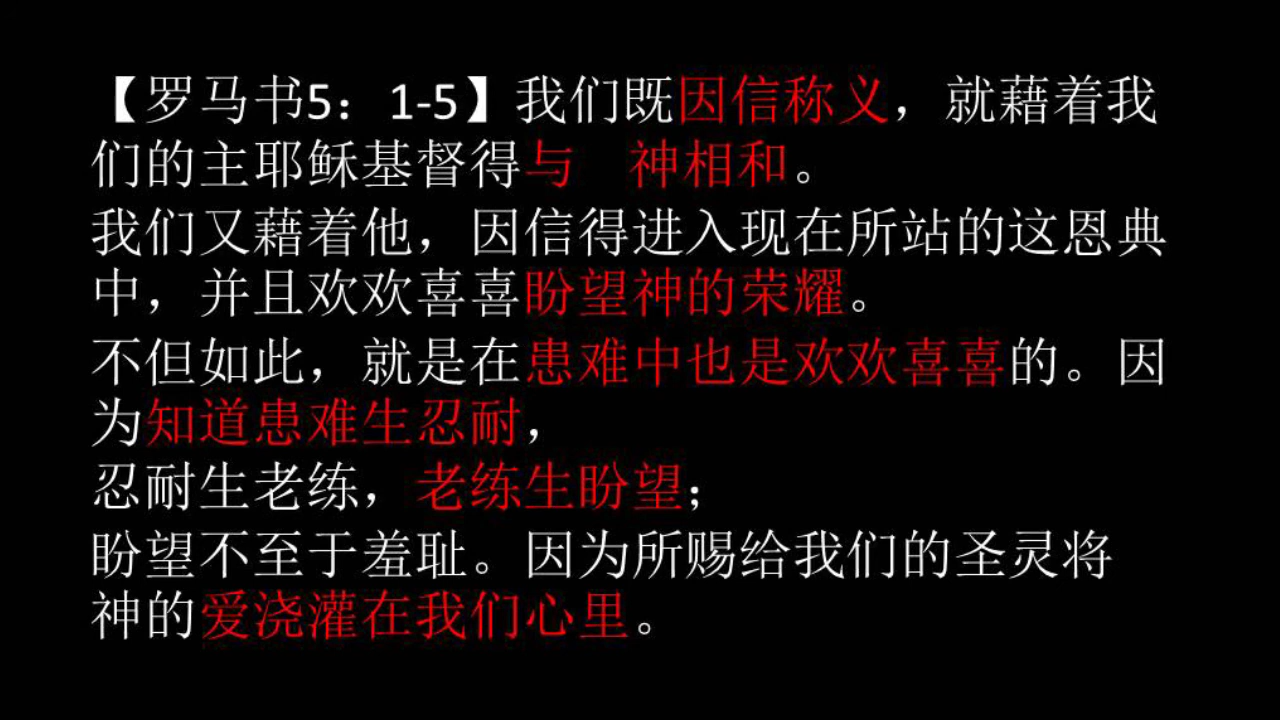 【罗马书5：1-5】我们既因信称义，就藉着我
们的主耶稣基督得与　神相和。
我们又藉着他，因信得进入现在所站的这恩典
中，并且欢欢喜喜盼望神的荣耀。
不但如此，就是在患难中也是欢欢喜喜的。因
为知道患难生忍耐，
忍耐生老练，老练生盼望；
盼望不至于羞耻。因为所赐给我们的圣灵将
神的爱浇灌在我们心里。